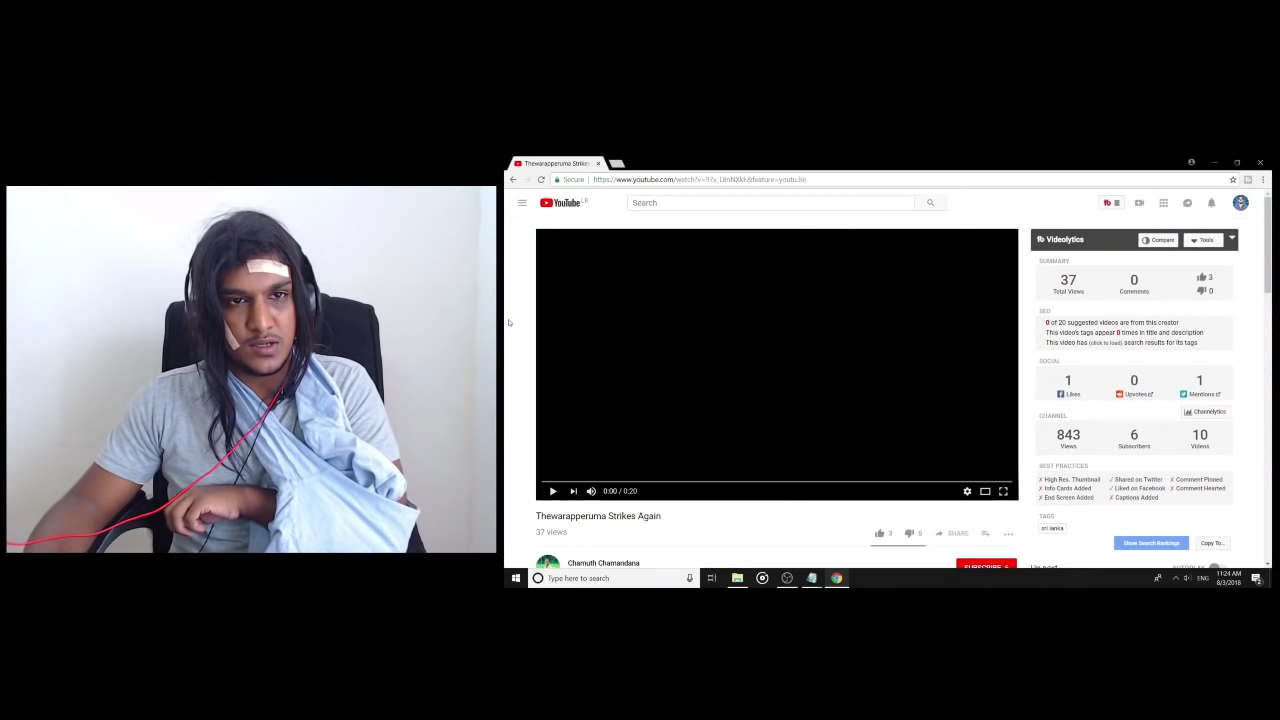 Thewarapperuma Strikes
Secure
https://www.youtube.com/watch?v=97x_L8nNXkE&feature=youtu.be
YouTube LK
Search
Videolytics
Compare
Tools
SUMMARY
37
0
3
Total Views
Comments
0
SEO
0 of 20 suggested videos are from this creator
This video's tags appear 0 times in title and description
This video has (click to load) search results for its tags
SOCIAL
1
0
1
Likes
Upvotes
Mentions
Channelytics
CHANNEL
843
6
10
Views
Subscribers
Videos
BEST PRACTICES
✗ High Res. Thumbnail
✓ Shared on Twitter
✗ Comment Pinned
✗ Info Cards Added
✓ Liked on Facebook
✗ Comment Hearted
✗ End Screen Added
✗ Captions Added
TAGS
sri lanka
Show Search Rankings
Copy To...
0:00 / 0:20
Thewarapperuma Strikes Again
37 views
3
0
SHARE
Chamuth Chamandana
SUBSCRIBE 6
Up next
AUTOPLAY
Type here to search
ENG
11:24 AM
8/3/2018